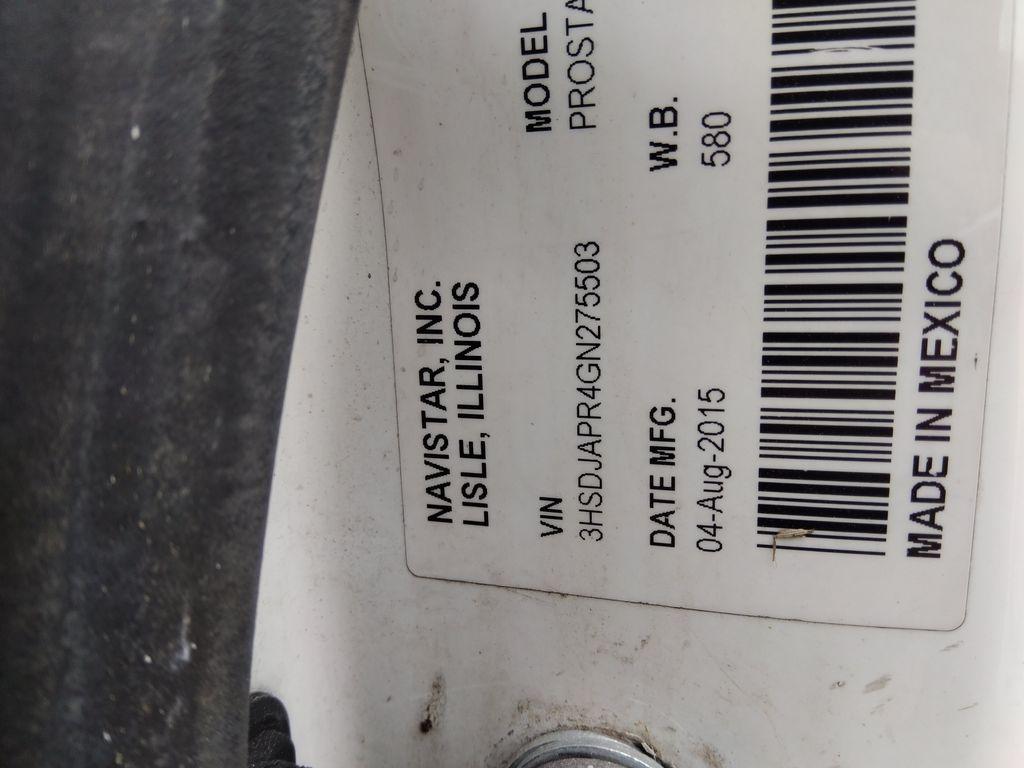 NAVISTAR, INC.
LISLE, ILLINOIS
VIN
3HSDJAPR4GN275503
MODEL
PROSTA
DATE MFG.
04-Aug-2015
W.B.
580
MADE IN MEXICO